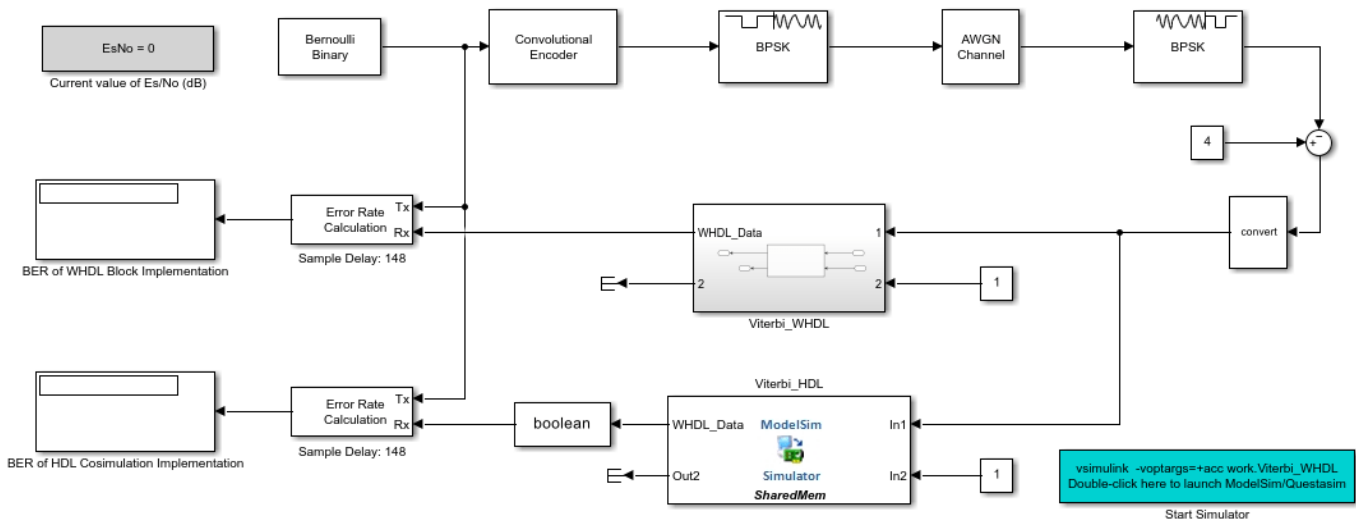 EsNo = 0
Current value of Es/No (dB)
Bernoulli
Binary
Convolutional
Encoder
BPSK
AWGN
Channel
BPSK
4
+
−
convert
BER of WHDL Block Implementation
Error Rate
Calculation
Tx
Rx
Sample Delay: 148
WHDL_Data
2
1
2
Viterbi_WHDL
1
BER of HDL Cosimulation Implementation
Error Rate
Calculation
Tx
Rx
Sample Delay: 148
boolean
Viterbi_HDL
WHDL_Data
Out2
ModelSim
Simulator
SharedMem
In1
In2
1
vsimulink -voptargs=+acc work.Viterbi_WHDL
Double-click here to launch ModelSim/Questasim
Start Simulator